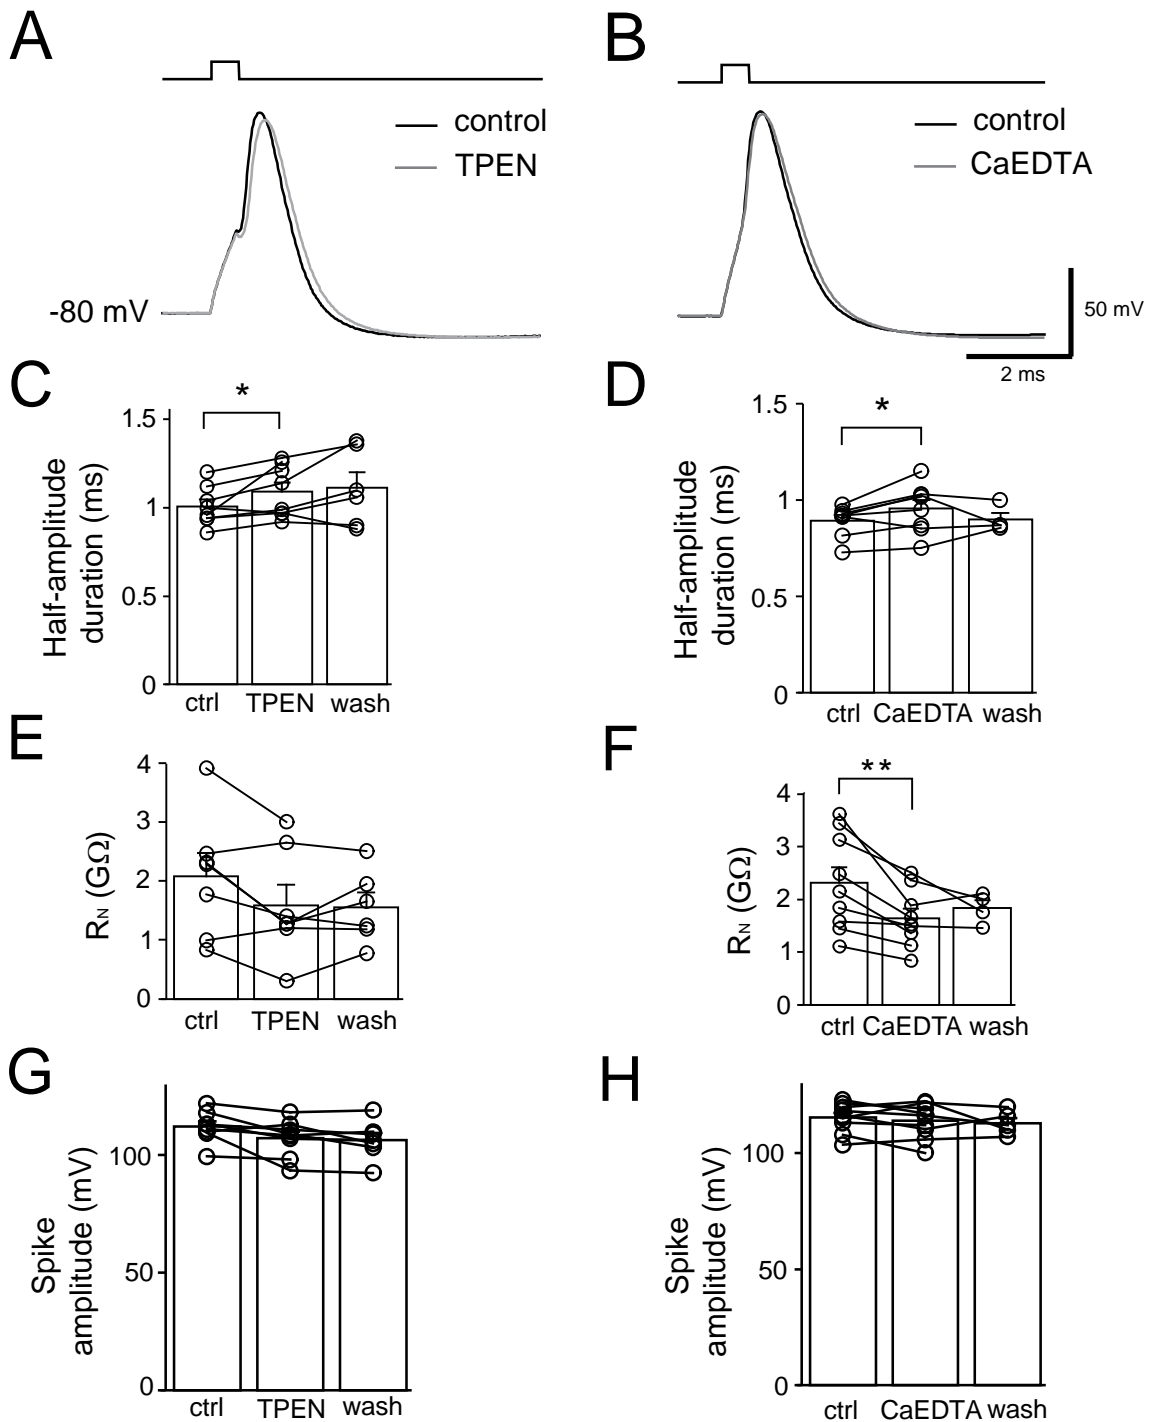 A
B
control
TPEN
control
CaEDTA
-80 mV
50 mV
2 ms
C
D
*
*
1.5
1
0.5
0
Half-amplitude
duration (ms)
ctrl TPEN wash
1.5
1
0.5
0
Half-amplitude
duration (ms)
ctrl CaEDTA wash
E
F
**
4
3
2
1
0
RN (GΩ)
ctrl TPEN wash
4
3
2
1
0
RN (GΩ)
ctrl CaEDTA wash
G
H
100
50
0
Spike
amplitude (mV)
ctrl TPEN wash
100
50
0
Spike
amplitude (mV)
ctrl CaEDTA wash